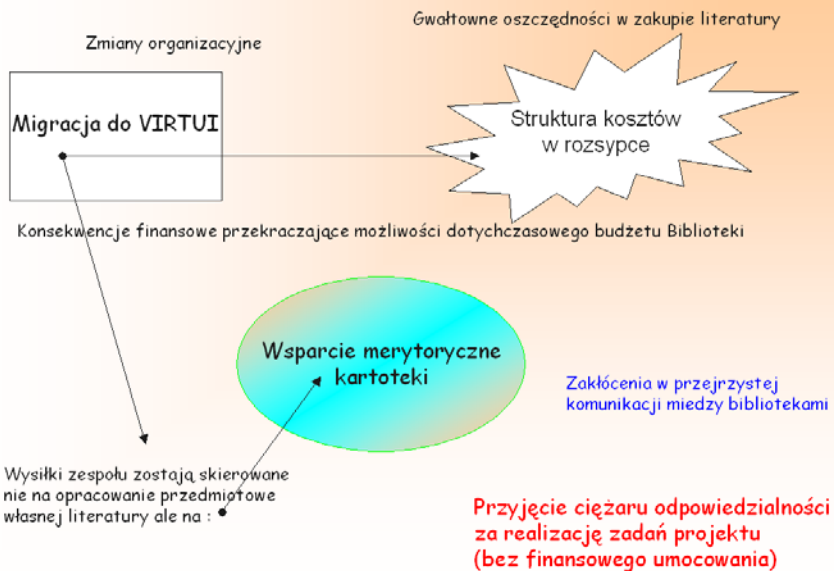 Gwałtowne oszczędności w zakupie literatury
Zmiany organizacyjne
Migracja do VIRTUI
Struktura kosztów
w rozsypce
Konsekwencje finansowe przekraczające możliwości dotychczasowego budżetu Biblioteki
Wsparcie merytoryczne
kartoteki
Zakłócenia w przejrzystej
komunikacji miedzy bibliotekami
Wysiłki zespołu zostają skierowane
nie na opracowanie przedmiotowe
własnej literatury ale na :
Przyjęcie ciężaru odpowiedzialności
za realizację zadań projektu
(bez finansowego umocowania)